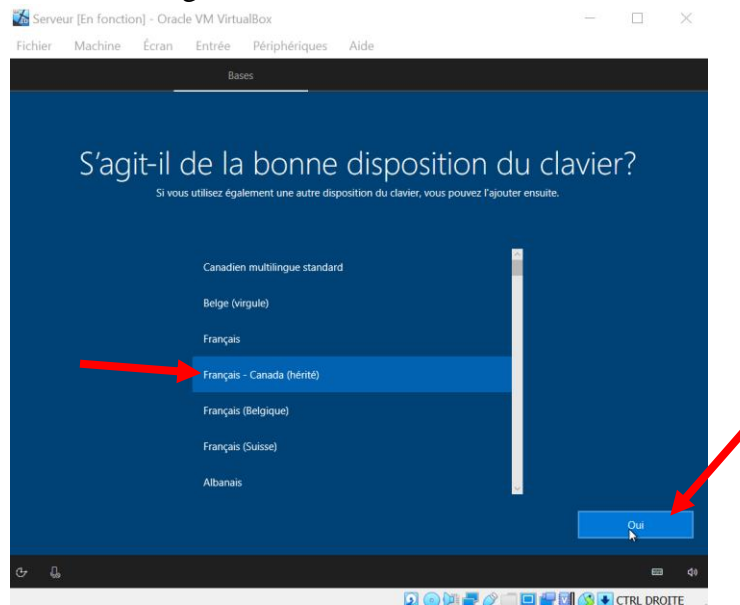 Serveur [En fonction] - Oracle VM VirtualBox
Fichier Machine Écran Entrée Périphériques Aide
Bases
S'agit-il de la bonne disposition du clavier?
Si vous utilisez également une autre disposition du clavier, vous pouvez l'ajouter ensuite.
Canadien multilingue standard
Belge (virgule)
Français
Français - Canada (hérité)
Français (Belgique)
Français (Suisse)
Albanais
Oui
CTRL DROITE